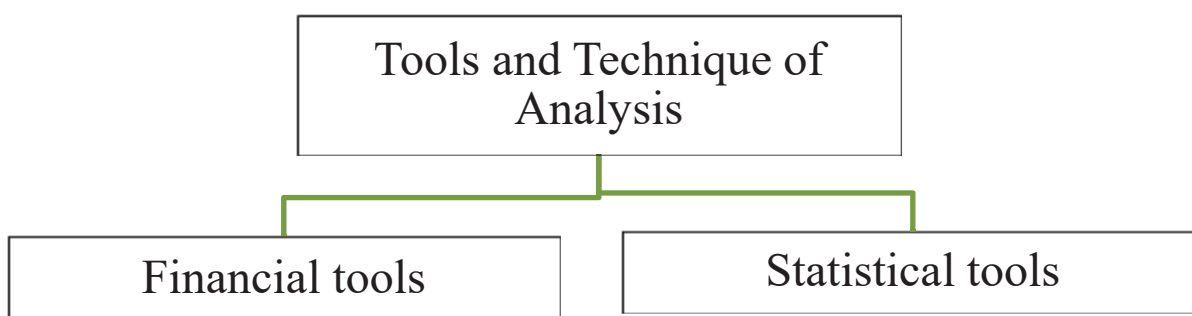 Tools and Technique of
Analysis
Financial tools
Statistical tools